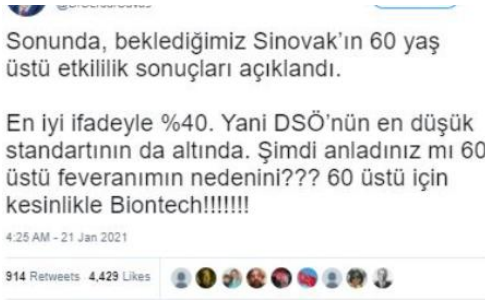 Sonunda, beklediğimiz Sinovak'ın 60 yaş
üstü etkililik sonuçları açıklandı.
En iyi ifadeyle %40. Yani DSÖ'nün en düşük
standartının da altında. Şimdi anladınız mı 60
üstü feveranımın nedenini??? 60 üstü için
kesinlikle Biontech!!!!!!!
4:25 AM - 21 Jan 2021
914 Retweets 4,429 Likes